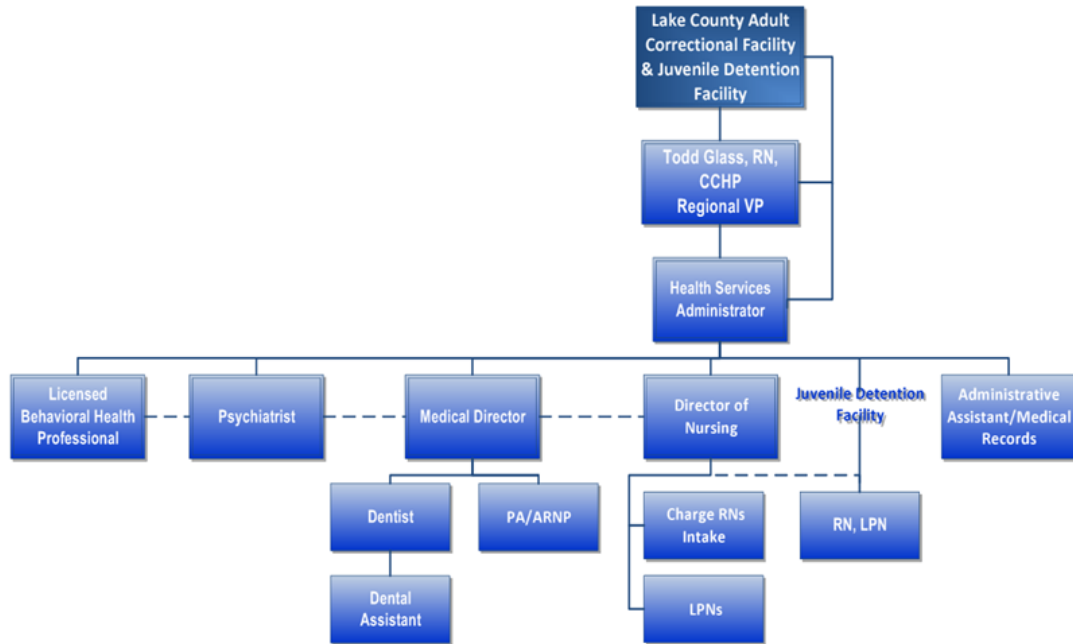 Lake County Adult
Correctional Facility
& Juvenile Detention
Facility
Todd Glass, RN,
CCHP
Regional VP
Health Services
Administrator
Licensed
Behavioral Health
Professional
Psychiatrist
Medical Director
Director of
Nursing
Juvenile Detention
Facility
Administrative
Assistant/Medical
Records
Dentist
PA/ARNP
Charge RNs
Intake
RN, LPN
Dental
Assistant
LPNs